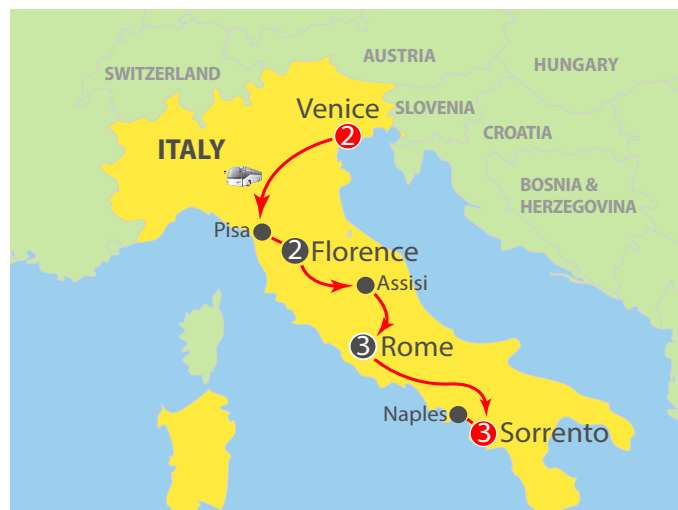 AUSTRIA
HUNGARY
SWITZERLAND
Venice
SLOVENIA
2
CROATIA
ITALY
BOSNIA &
HERZEGOVINA
Pisa
2 Florence
Assisi
3 Rome
Naples
3 Sorrento